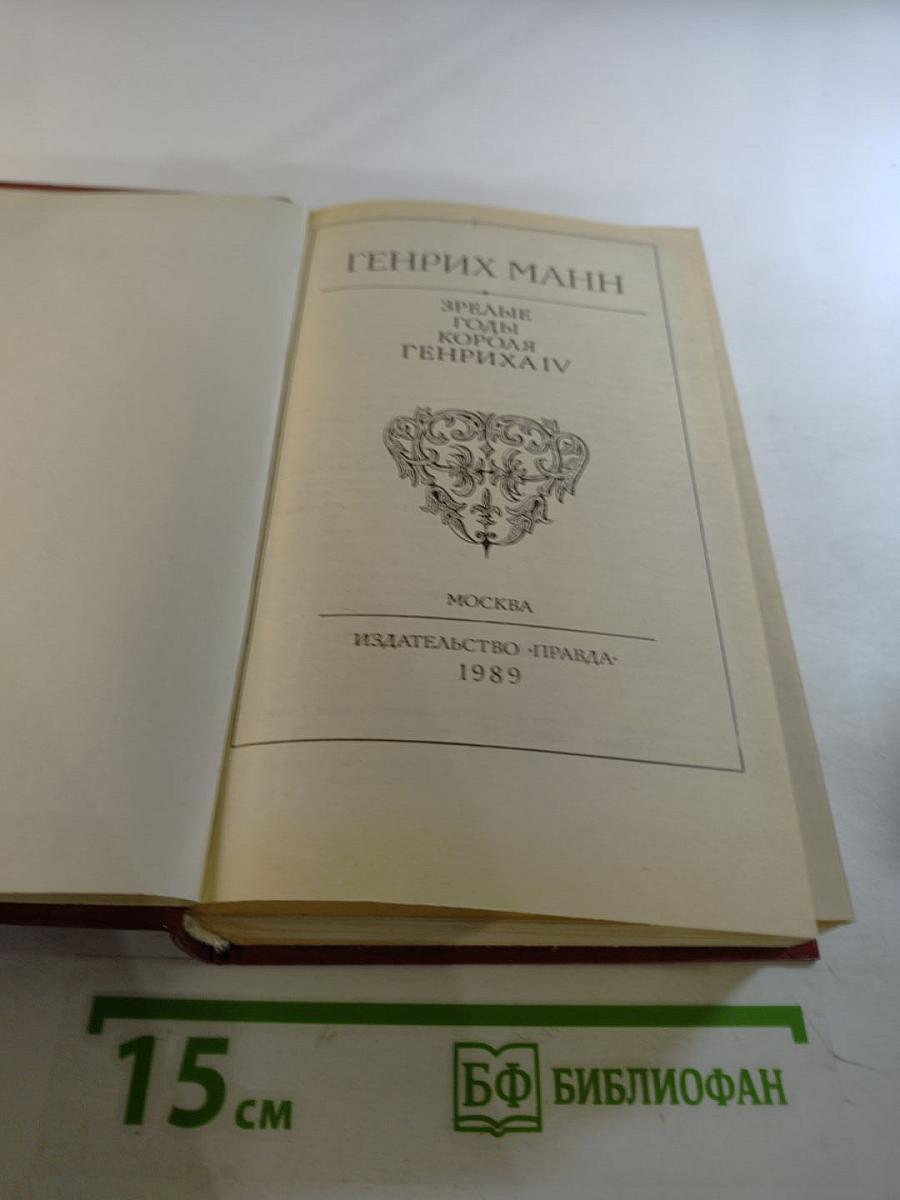 ГЕНРИХ МАНН
ЗРЕЛЫЕ
ГОДЫ
КОРОЛЯ
ГЕНРИХА IV
МОСКВА
ИЗДАТЕЛЬСТВО «ПРАВДА»
1989
15 см
БФ БИБЛИОФАН